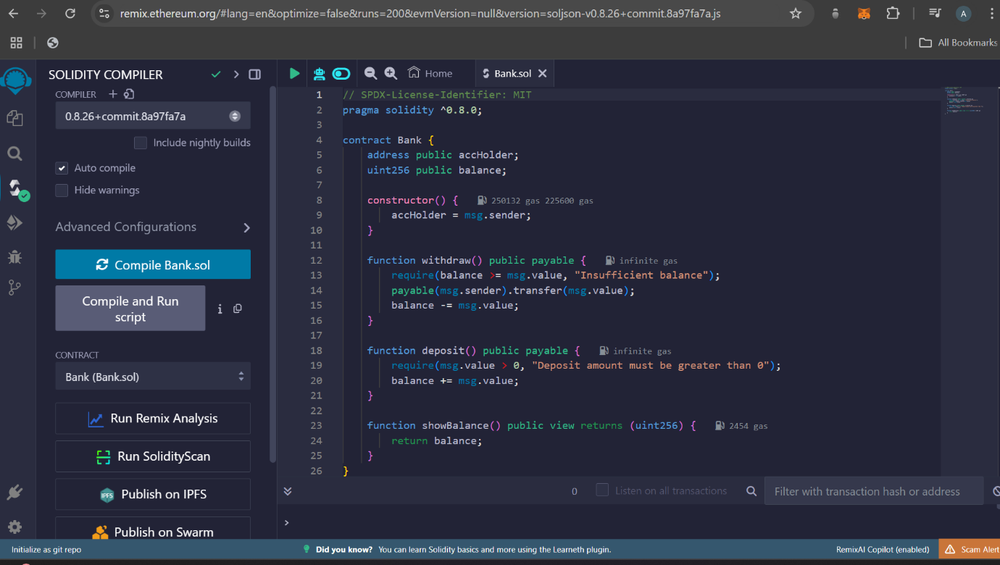 remix.ethereum.org/#lang=en&optimize=false&runs=200&evmVersion=null&version=soljson-v0.8.26+commit.8a97fa7a.js
A
All Bookmarks
SOLIDITY COMPILER
COMPILER
0.8.26+commit.8a97fa7a
Include nightly builds
Auto compile
Hide warnings
Advanced Configurations
Compile Bank.sol
Compile and Run
script
i
CONTRACT
Bank (Bank.sol)
Run Remix Analysis
Run SolidityScan
IPFS
Publish on IPFS
Publish on Swarm
Home
Bank.sol
1 // SPDX-License-Identifier: MIT
2 pragma solidity ^0.8.0;
3
4 contract Bank {
5 address public accHolder;
6 uint256 public balance;
7
8 constructor() { 250132 gas 225600 gas
9 accHolder = msg.sender;
10 }
11
12 function withdraw() public payable { infinite gas
13 require(balance >= msg.value, "Insufficient balance");
14 payable(msg.sender).transfer(msg.value);
15 balance -= msg.value;
16 }
17
18 function deposit() public payable { infinite gas
19 require(msg.value > 0, "Deposit amount must be greater than 0");
20 balance += msg.value;
21 }
22
23 function showBalance() public view returns (uint256) { 2454 gas
24 return balance;
25 }
26 }
0
Listen on all transactions
Filter with transaction hash or address
>
Initialize as git repo
Did you know? You can learn Solidity basics and more using the Learneth plugin.
RemixAI Copilot (enabled)
Scam Alert